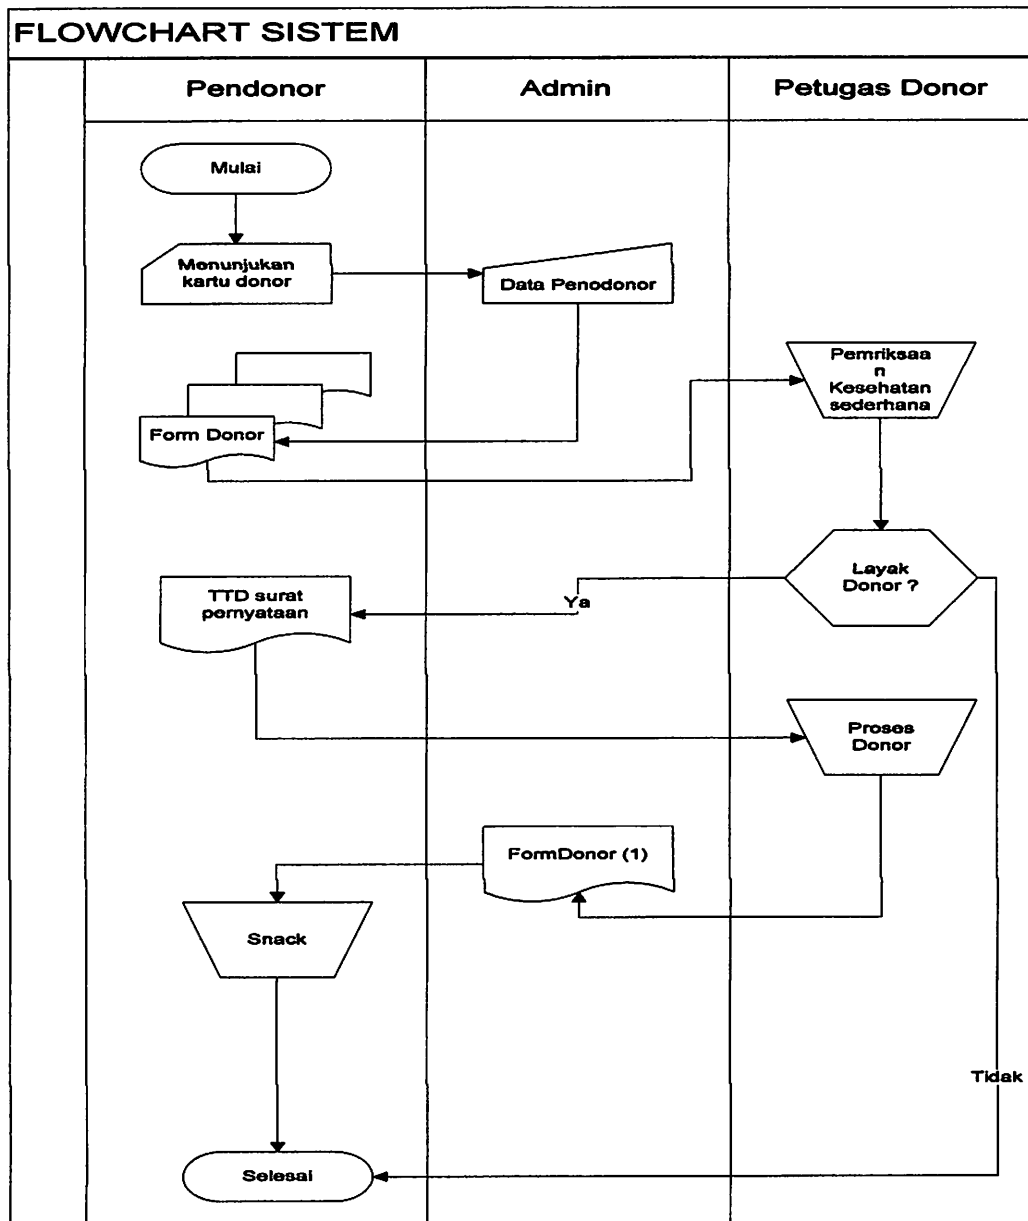 FLOWCHART SISTEM
Pendonor
Admin
Petugas Donor
Mulai
Menunjukan
kartu donor
Data Penodonor
Pemriksaa
n
Kesehatan
sederhana
Form Donor
Layak
Donor ?
Ya
TTD surat
pernyataan
Proses
Donor
FormDonor (1)
Snack
Tidak
Selesai